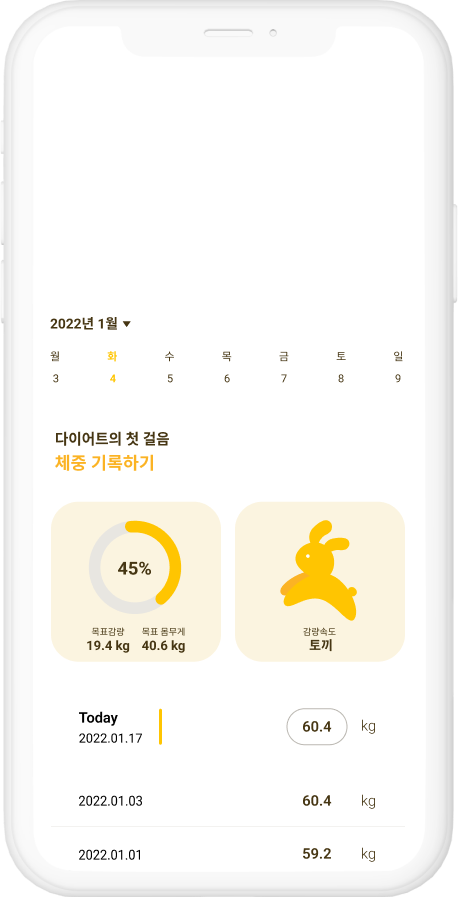 2022년 1월
월 화 수 목 금 토 일
3 4 5 6 7 8 9
다이어트의 첫 걸음
체중 기록하기
45%
목표감량 목표 몸무게
19.4 kg 40.6 kg
감량속도
토끼
Today
2022.01.17 60.4 kg
2022.01.03 60.4 kg
2022.01.01 59.2 kg